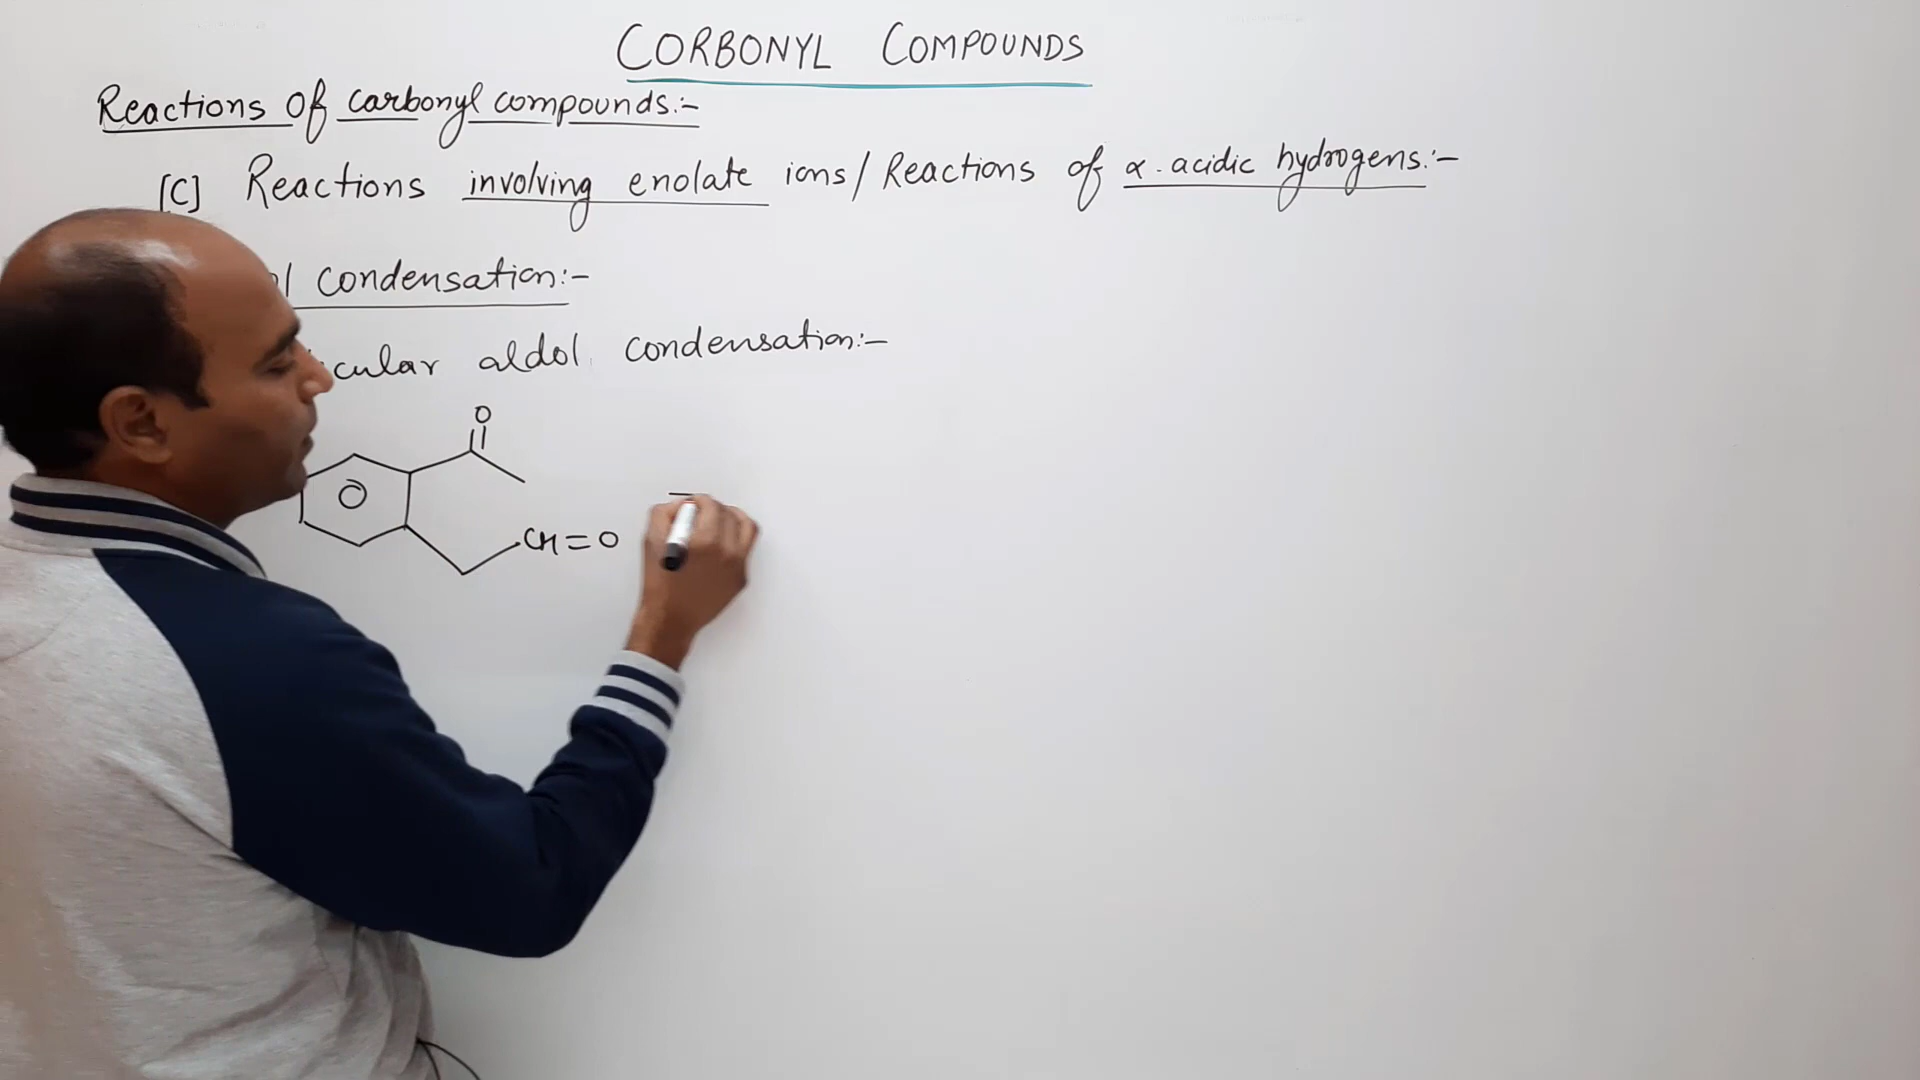 CORBONYL COMPOUNDS
Reactions of carbonyl compounds:-
[C] Reactions involving enolate ions/Reactions of α-acidic hydrogens:-
condensation:-
aldol condensation:-
O
CH=O